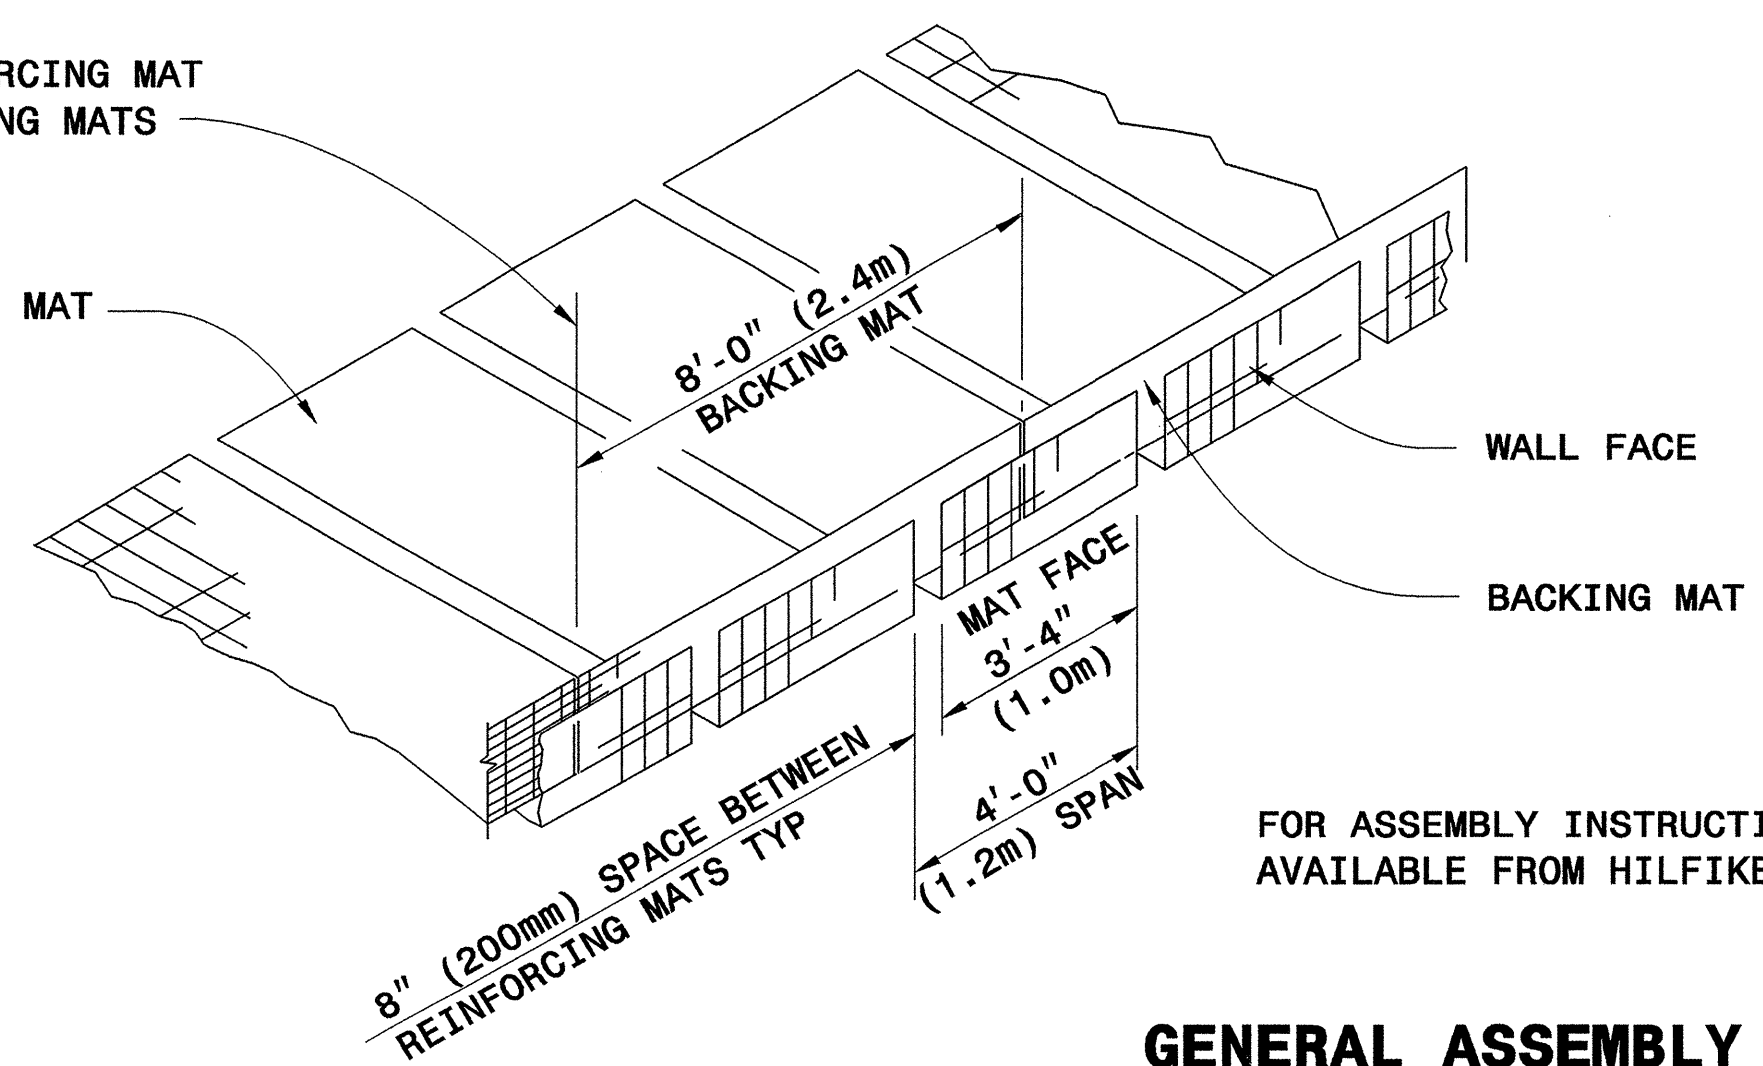 RCING MAT
NG MATS
MAT
8'-0" (2.4m)
BACKING MAT
WALL FACE
BACKING MAT
MAT FACE
3'-4"
(1.0m)
4'-0"
(1.2m) SPAN
8" (200mm) SPACE BETWEEN
REINFORCING MATS TYP
FOR ASSEMBLY INSTRUCTI
AVAILABLE FROM HILFIKE
GENERAL ASSEMBLY